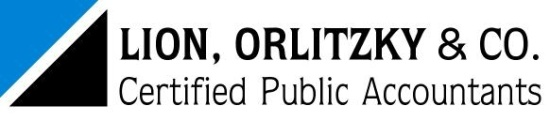 LION, ORLITZKY & CO.
Certified Public Accountants